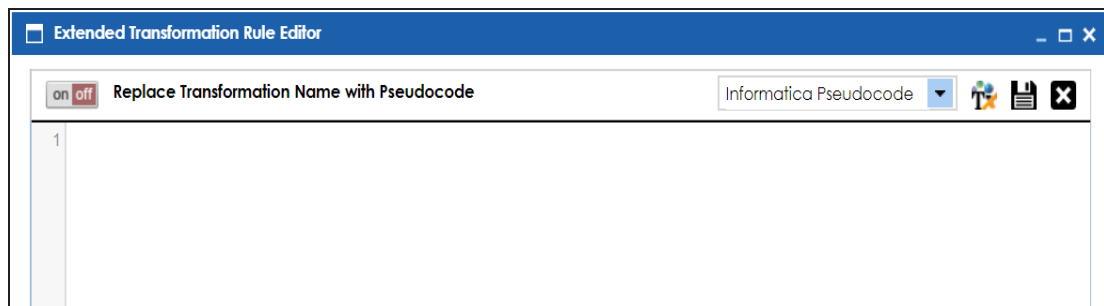 Extended Transformation Rule Editor
on off Replace Transformation Name with Pseudocode Informatica Pseudocode
1